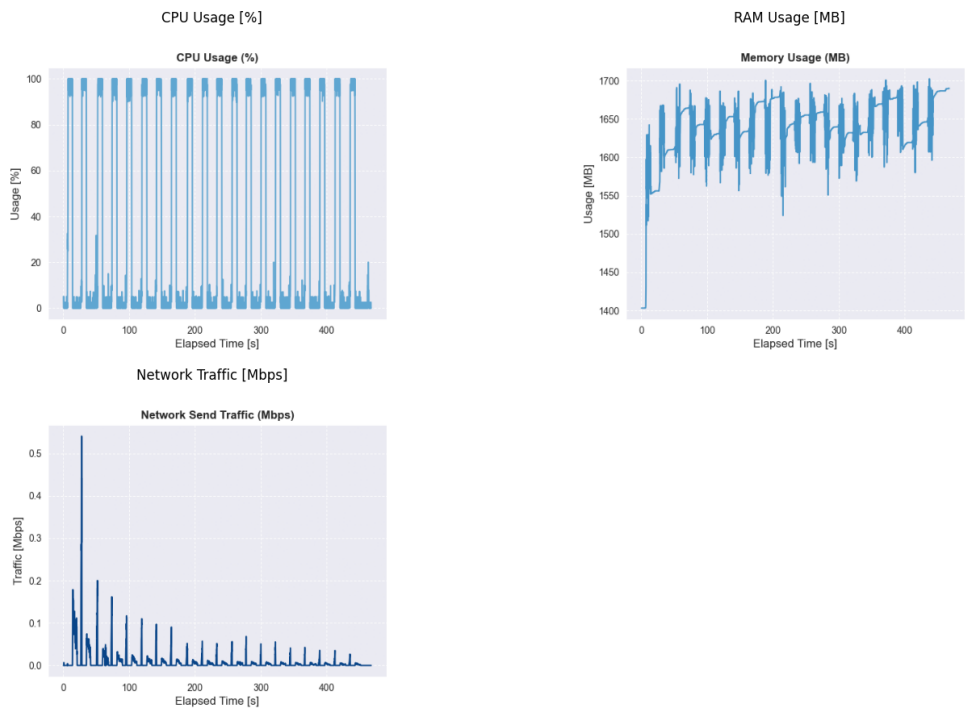 CPU Usage [%]
RAM Usage [MB]
CPU Usage (%)
100
80
60
40
20
0
Usage [%]
0 100 200 300 400
Elapsed Time [s]
Memory Usage (MB)
1700
1650
1600
1550
1500
1450
1400
Usage [MB]
0 100 200 300 400
Elapsed Time [s]
Network Traffic [Mbps]
Network Send Traffic (Mbps)
0.5
0.4
0.3
0.2
0.1
0.0
Traffic [Mbps]
0 100 200 300 400
Elapsed Time [s]